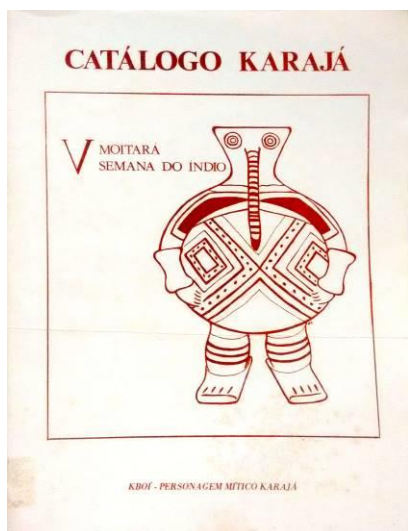 CATÁLOGO KARAJÁ
V MOITARÁ
SEMANA DO ÍNDIO
KBOÍ - PERSONAGEM MÍTICO KARAJÁ